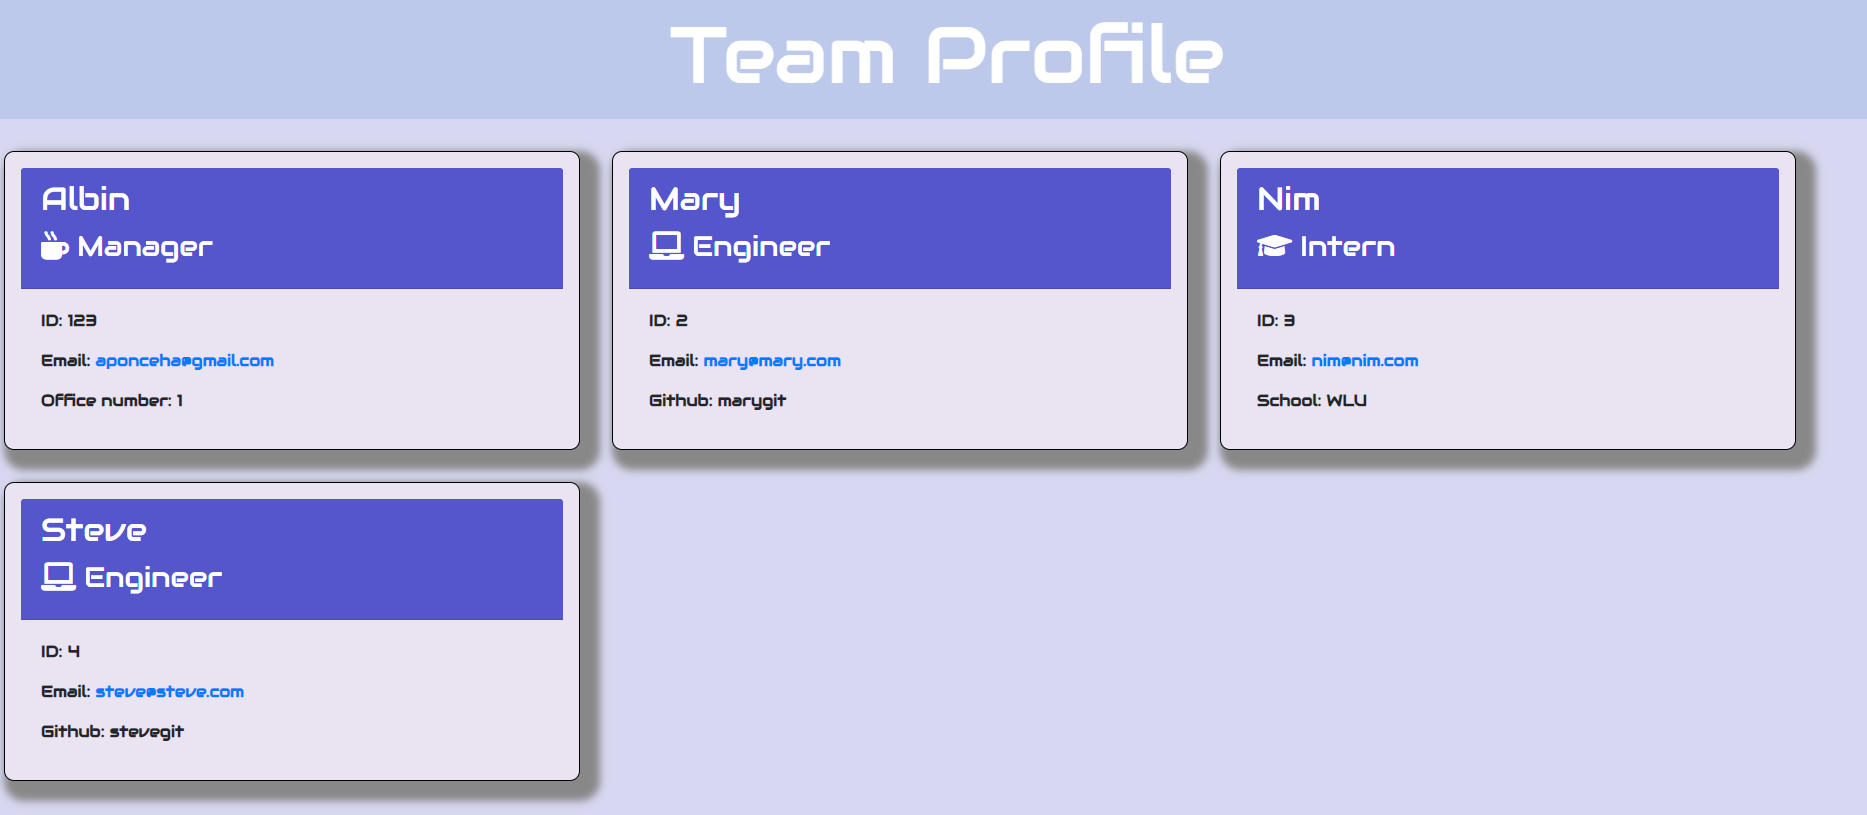 Team Profile
Albin
Manager
ID: 123
Email: aponceha@gmail.com
Office number: 1
Mary
Engineer
ID: 2
Email: mary@mary.com
Github: marygit
Nim
Intern
ID: 3
Email: nim@nim.com
School: WLU
Steve
Engineer
ID: 4
Email: steve@steve.com
Github: stevegit